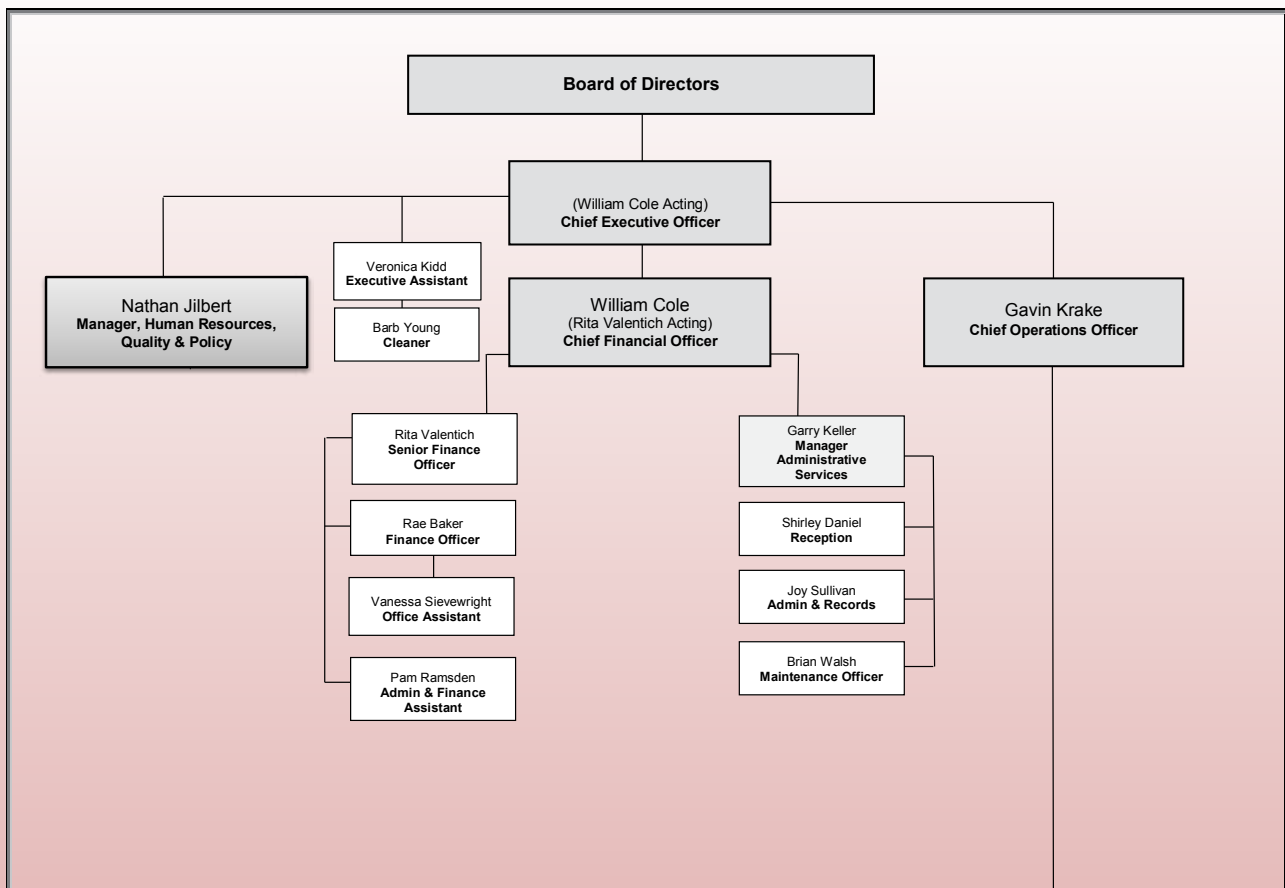 Board of Directors
(William Cole Acting)
Chief Executive Officer
Veronica Kidd
Executive Assistant
Barb Young
Cleaner
Nathan Jilbert
Manager, Human Resources,
Quality & Policy
William Cole
(Rita Valentich Acting)
Chief Financial Officer
Gavin Krake
Chief Operations Officer
Rita Valentich
Senior Finance
Officer
Rae Baker
Finance Officer
Vanessa Sievewright
Office Assistant
Pam Ramsden
Admin & Finance
Assistant
Garry Keller
Manager
Administrative
Services
Shirley Daniel
Reception
Joy Sullivan
Admin & Records
Brian Walsh
Maintenance Officer